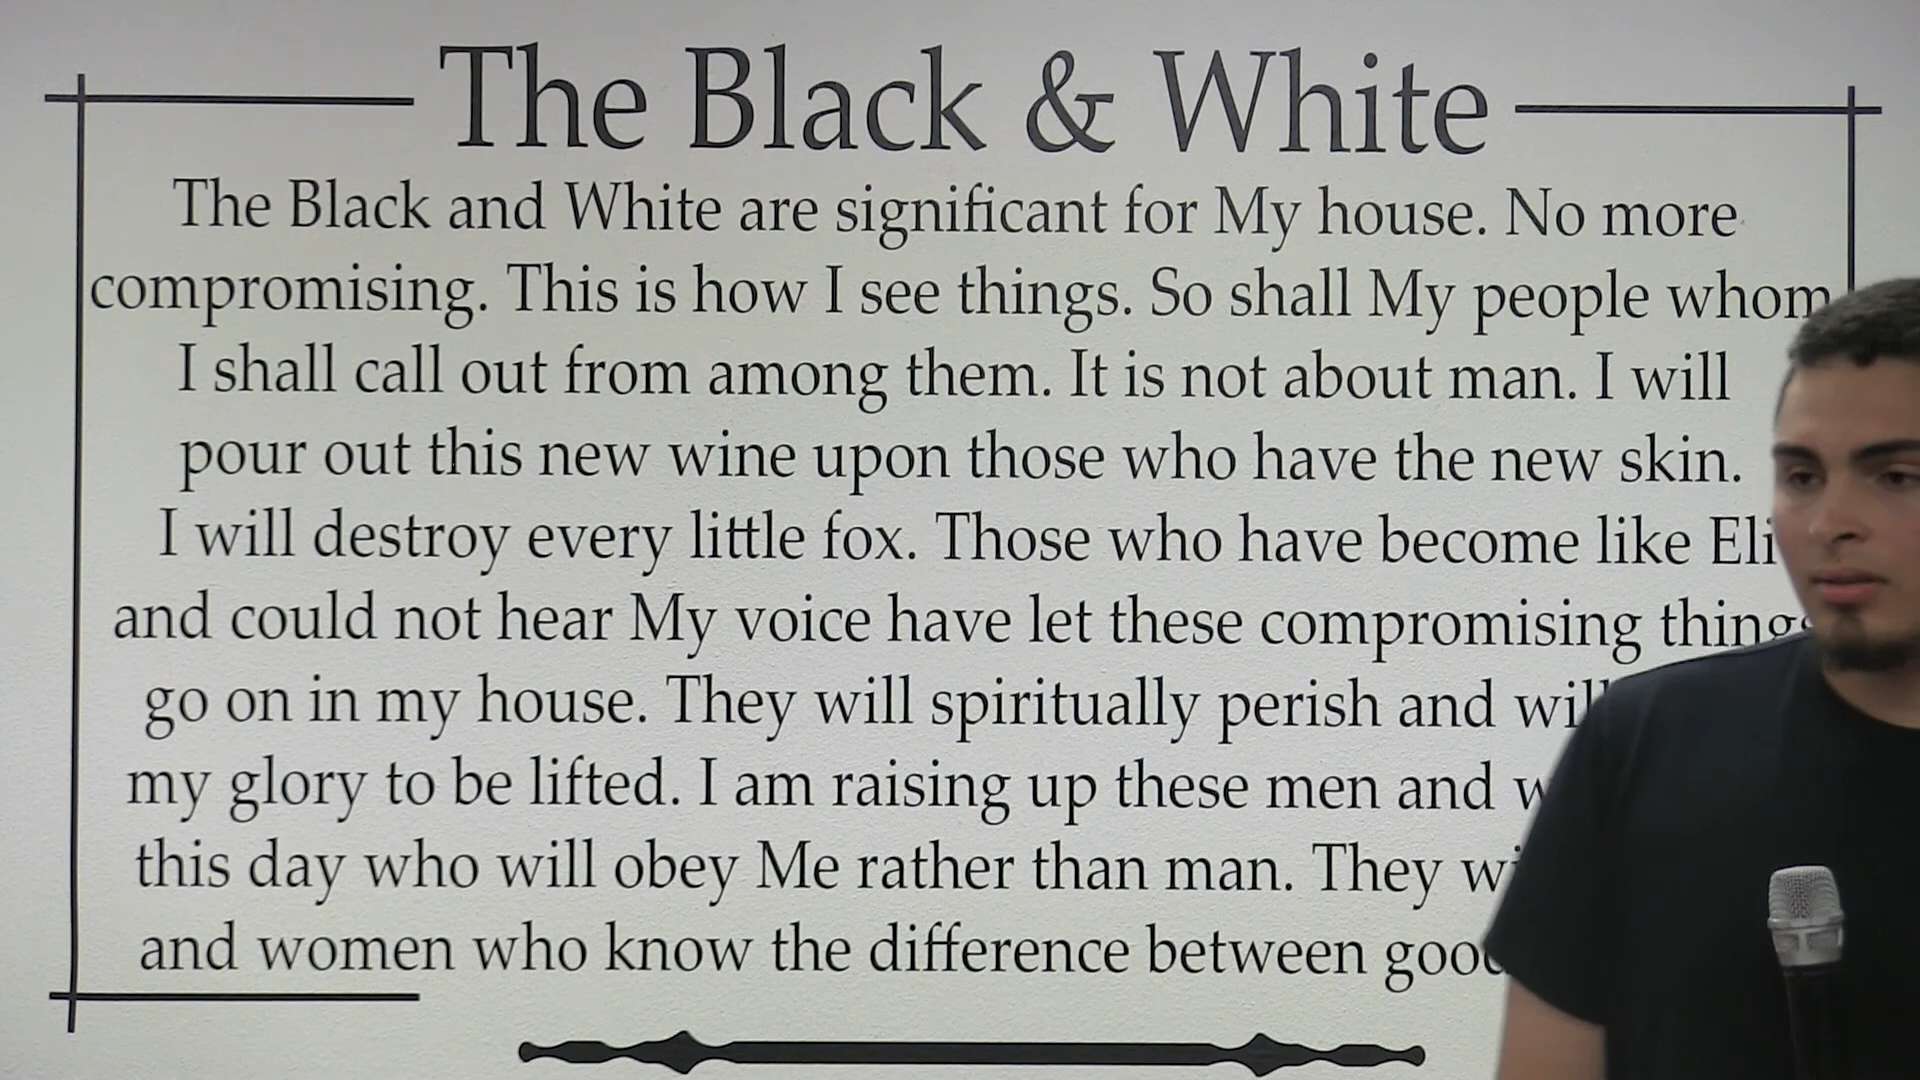 The Black & White
The Black and White are significant for My house. No more
compromising. This is how I see things. So shall My people whom
I shall call out from among them. It is not about man. I will
pour out this new wine upon those who have the new skin.
I will destroy every little fox. Those who have become like Eli
and could not hear My voice have let these compromising things
go on in my house. They will spiritually perish and
my glory to be lifted. I am raising up these men and
this day who will obey Me rather than man. They
and women who know the difference between